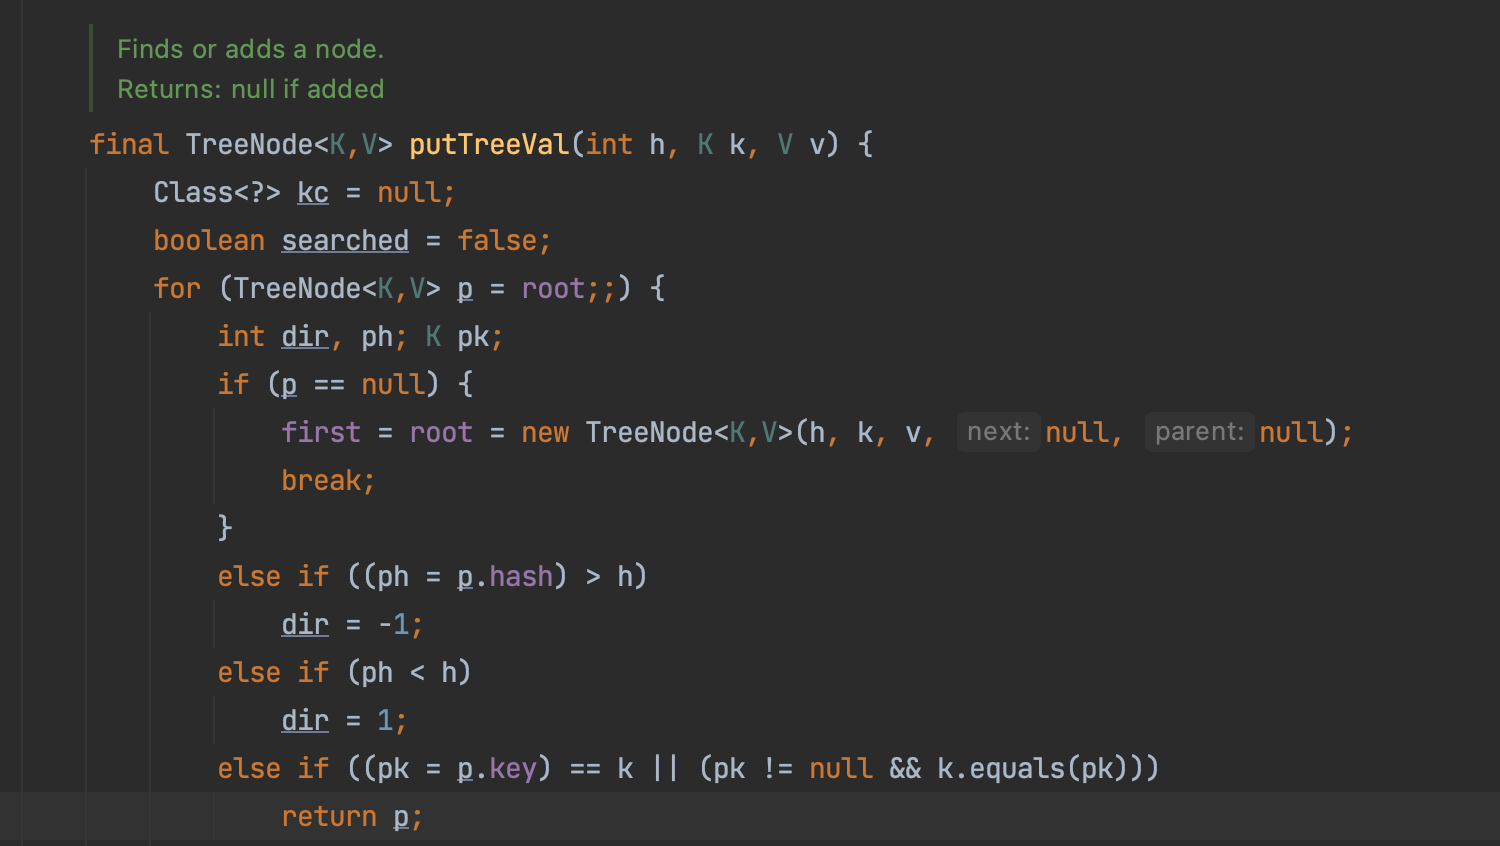 Finds or adds a node.
Returns: null if added
final TreeNode<K,V> putTreeVal(int h, K k, V v) {
Class<?> kc = null;
boolean searched = false;
for (TreeNode<K,V> p = root;;) {
int dir, ph; K pk;
if (p == null) {
first = root = new TreeNode<K,V>(h, k, v, next: null, parent: null);
break;
}
else if ((ph = p.hash) > h)
dir = -1;
else if (ph < h)
dir = 1;
else if ((pk = p.key) == k || (pk != null && k.equals(pk)))
return p;